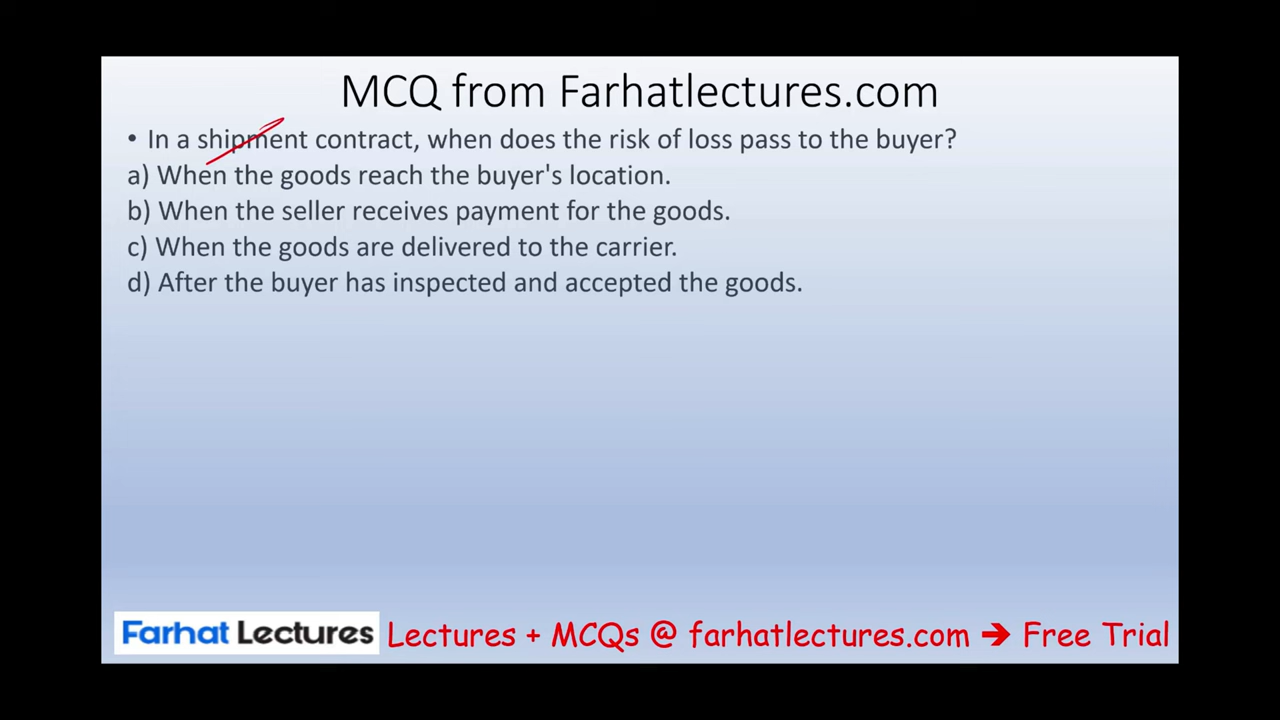 MCQ from Farhatlectures.com
• In a shipment contract, when does the risk of loss pass to the buyer?
a) When the goods reach the buyer's location.
b) When the seller receives payment for the goods.
c) When the goods are delivered to the carrier.
d) After the buyer has inspected and accepted the goods.
Farhat Lectures Lectures + MCQs @ farhatlectures.com ➔ Free Trial